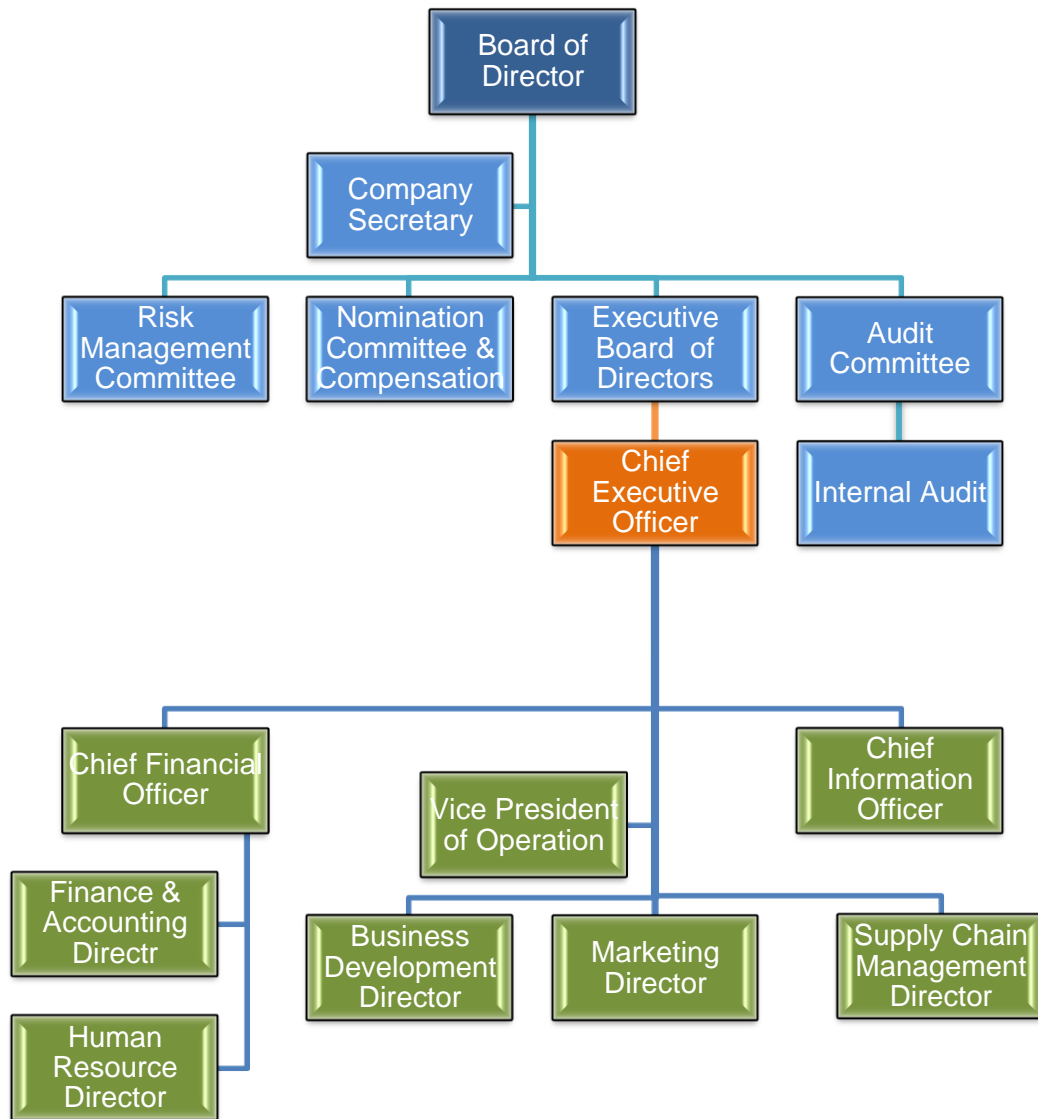 Board of
Director
Company
Secretary
Risk
Management
Committee
Nomination
Committee &
Compensation
Executive
Board of
Directors
Audit
Committee
Chief
Executive
Officer
Internal Audit
Chief Financial
Officer
Chief
Information
Officer
Vice President
of Operation
Finance &
Accounting
Directr
Business
Development
Director
Marketing
Director
Supply Chain
Management
Director
Human
Resource
Director